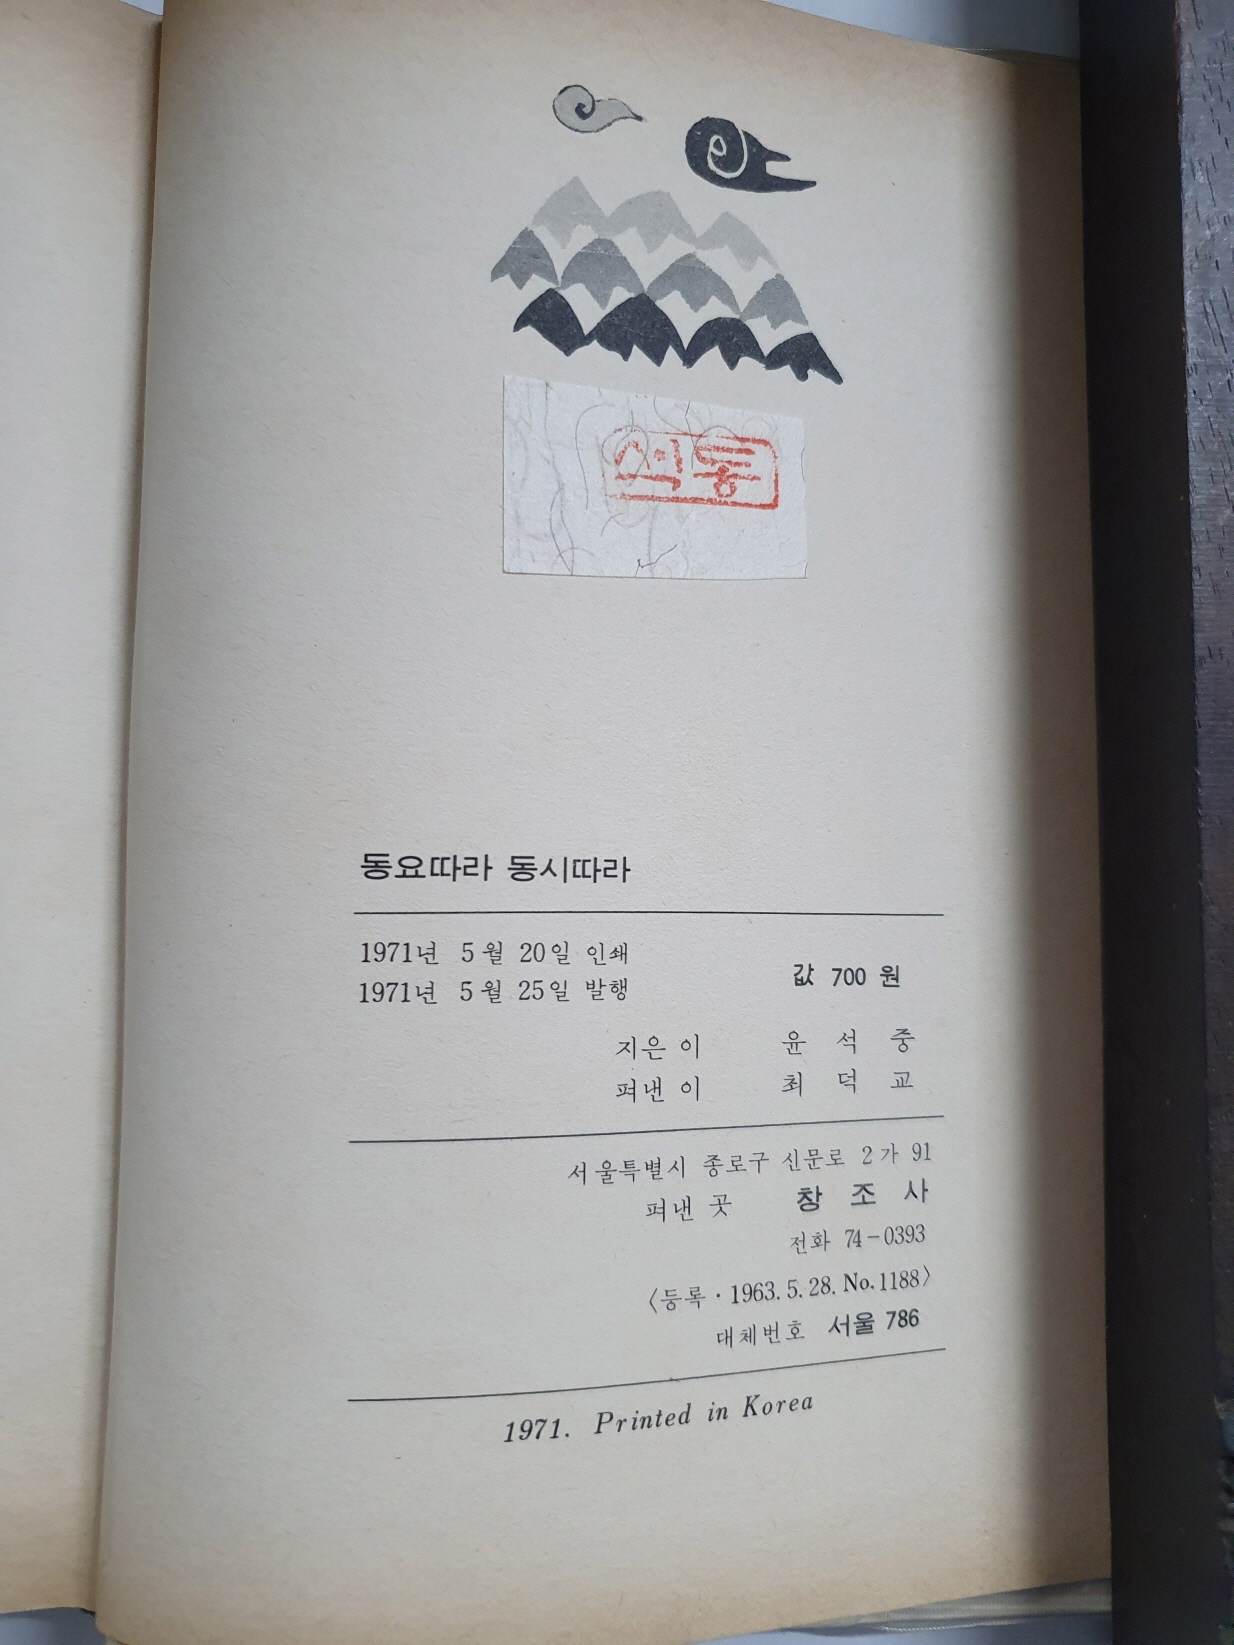 석동
동요따라 동시따라
1971년 5월 20일 인쇄
1971년 5월 25일 발행
값 700 원
지은 이 윤 석 중
펴낸 이 최 덕 교
서울특별시 종로구 신문로 2가 91
펴낸 곳 창 조 사
전화 74-0393
〈등록·1963.5.28. No.1188〉
대체번호 서울 786
1971. Printed in Korea